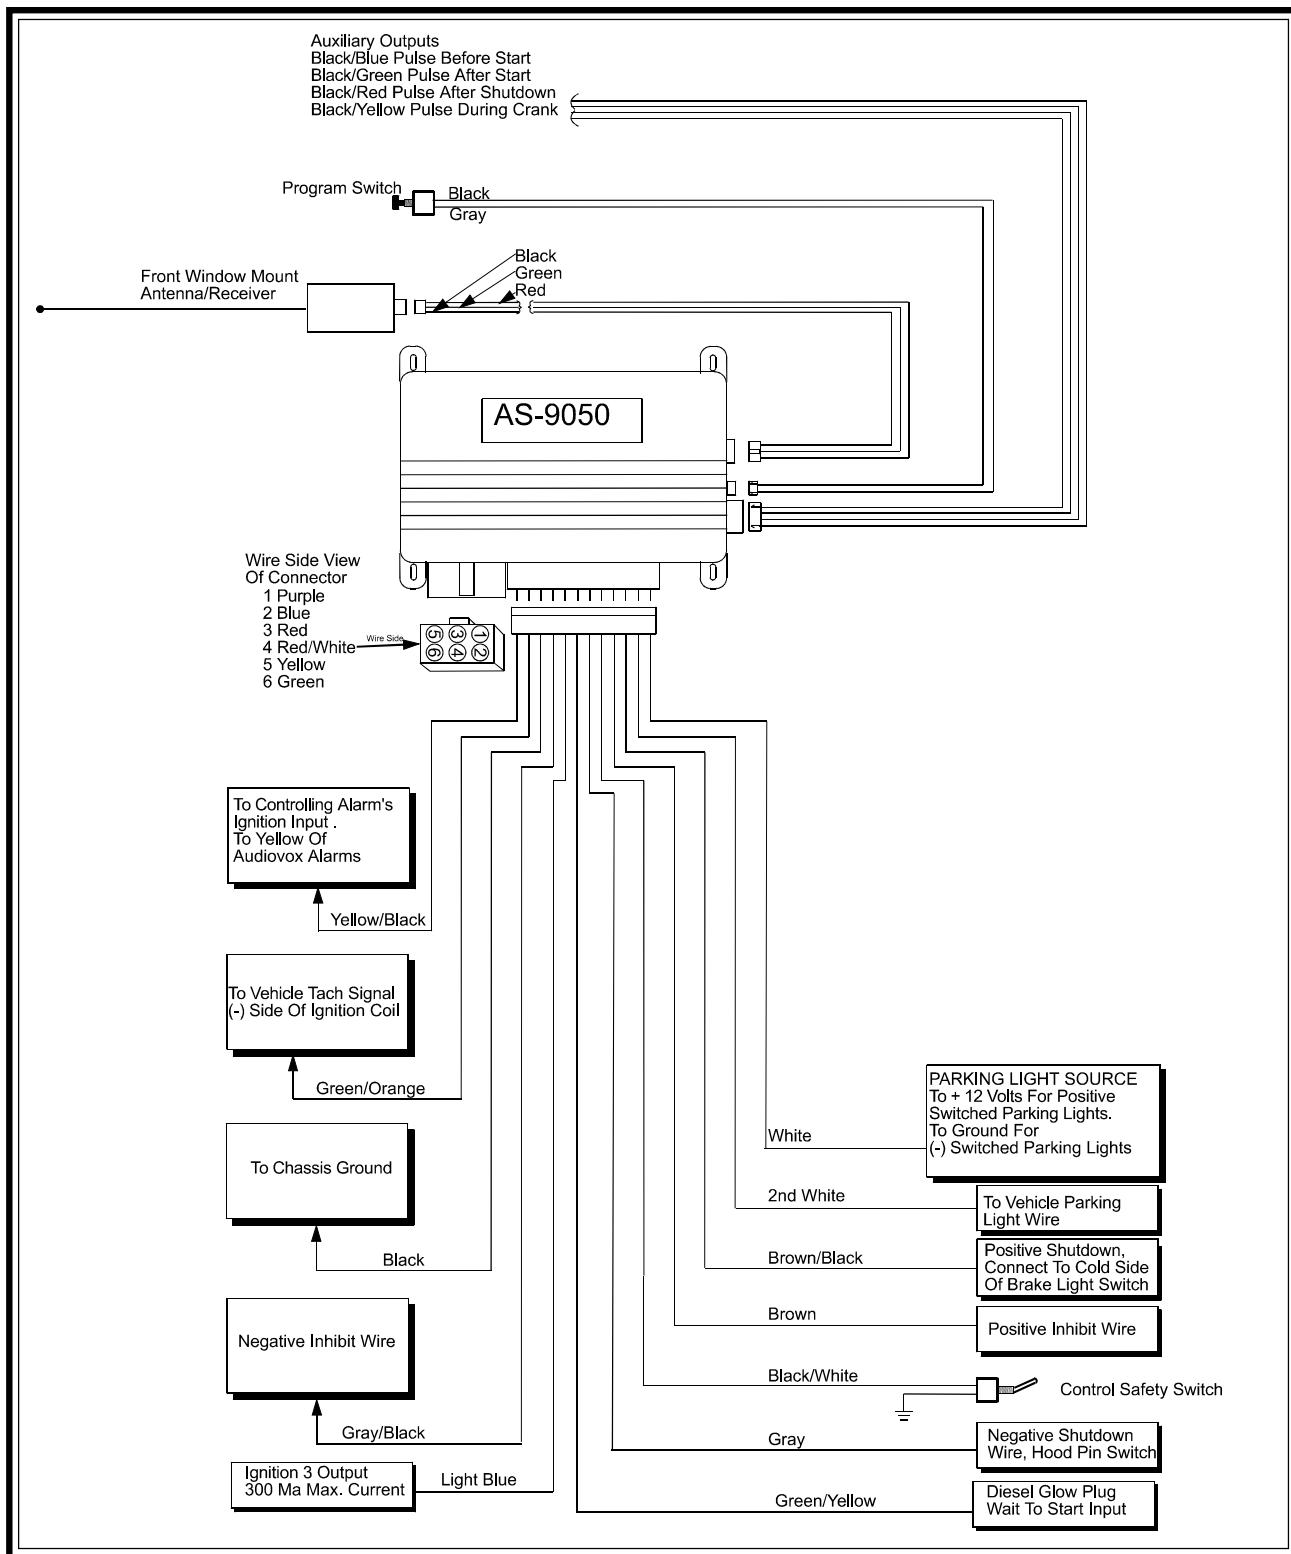 Auxiliary Outputs
Black/Blue Pulse Before Start
Black/Green Pulse After Start
Black/Red Pulse After Shutdown
Black/Yellow Pulse During Crank
Program Switch
Black
Gray
Front Window Mount
Antenna/Receiver
Black
Green
Red
AS-9050
Wire Side View
Of Connector
1 Purple
2 Blue
3 Red
4 Red/White
5 Yellow
6 Green
Wire Side
5 3 1
6 4 2
To Controlling Alarm's
Ignition Input .
To Yellow Of
Audiovox Alarms
Yellow/Black
To Vehicle Tach Signal
(-) Side Of Ignition Coil
Green/Orange
To Chassis Ground
Black
Negative Inhibit Wire
Gray/Black
Ignition 3 Output
300 Ma Max. Current
Light Blue
PARKING LIGHT SOURCE
To + 12 Volts For Positive
Switched Parking Lights.
To Ground For
(-) Switched Parking Lights
White
2nd White
To Vehicle Parking
Light Wire
Brown/Black
Positive Shutdown,
Connect To Cold Side
Of Brake Light Switch
Brown
Positive Inhibit Wire
Black/White
Control Safety Switch
Gray
Negative Shutdown
Wire, Hood Pin Switch
Green/Yellow
Diesel Glow Plug
Wait To Start Input